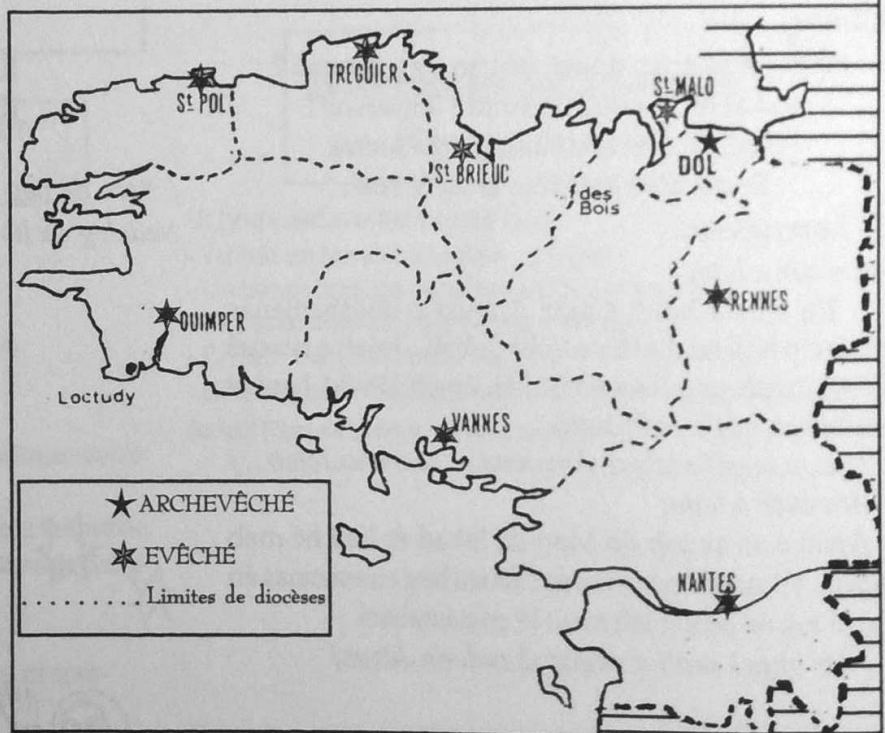 TREGUIER
St POL
St MALO
DOL
St BRIEUC
f des
Bois
RENNES
QUIMPER
Loctudy
VANNES
ARCHEVÊCHÉ
EVÊCHÉ
Limites de diocèses
NANTES